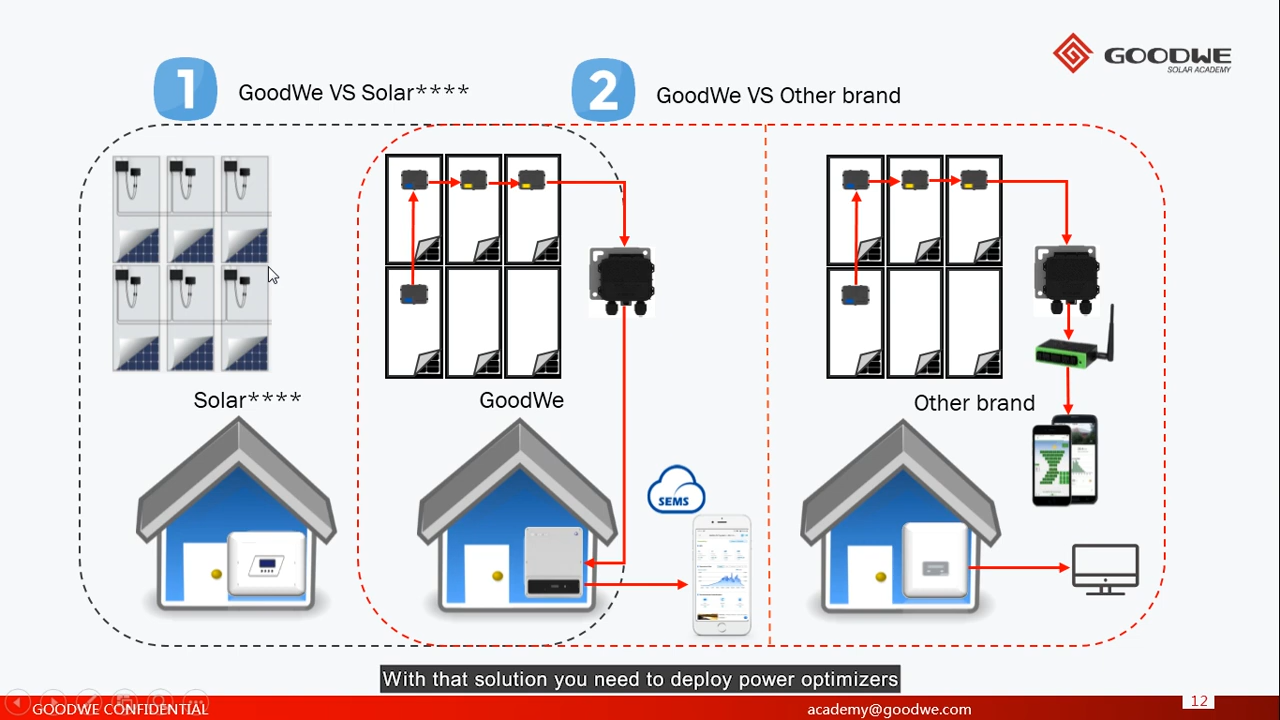 GOODWE
SOLAR ACADEMY
1
GoodWe VS Solar****
2
GoodWe VS Other brand
Solar****
GoodWe
Other brand
SEMS
With that solution you need to deploy power optimizers
GOODWE CONFIDENTIAL
academy@goodwe.com
12